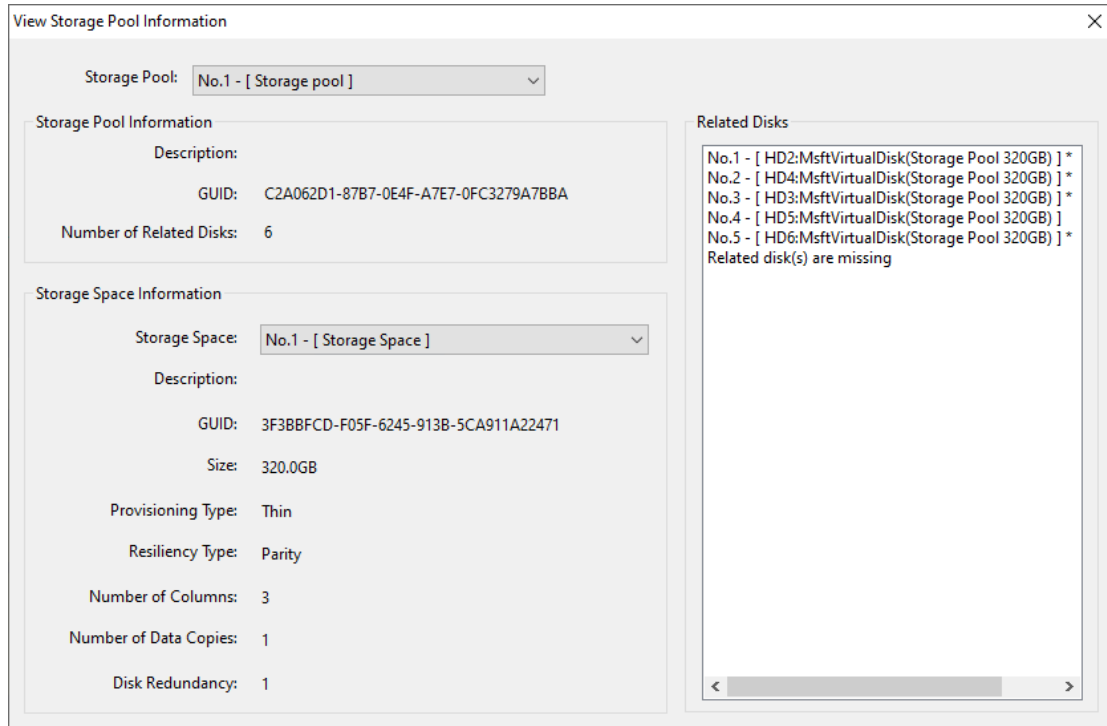 View Storage Pool Information
Storage Pool: No.1 - [ Storage pool ]
Storage Pool Information
Description:
GUID: C2A062D1-87B7-0E4F-A7E7-0FC3279A7BBA
Number of Related Disks: 6
Storage Space Information
Storage Space: No.1 - [ Storage Space ]
Description:
GUID: 3F3BBFCD-F05F-6245-913B-5CA911A22471
Size: 320.0GB
Provisioning Type: Thin
Resiliency Type: Parity
Number of Columns: 3
Number of Data Copies: 1
Disk Redundancy: 1
Related Disks
No.1 - [ HD2:MsftVirtualDisk(Storage Pool 320GB) ] *
No.2 - [ HD4:MsftVirtualDisk(Storage Pool 320GB) ] *
No.3 - [ HD3:MsftVirtualDisk(Storage Pool 320GB) ] *
No.4 - [ HD5:MsftVirtualDisk(Storage Pool 320GB) ]
No.5 - [ HD6:MsftVirtualDisk(Storage Pool 320GB) ] *
Related disk(s) are missing